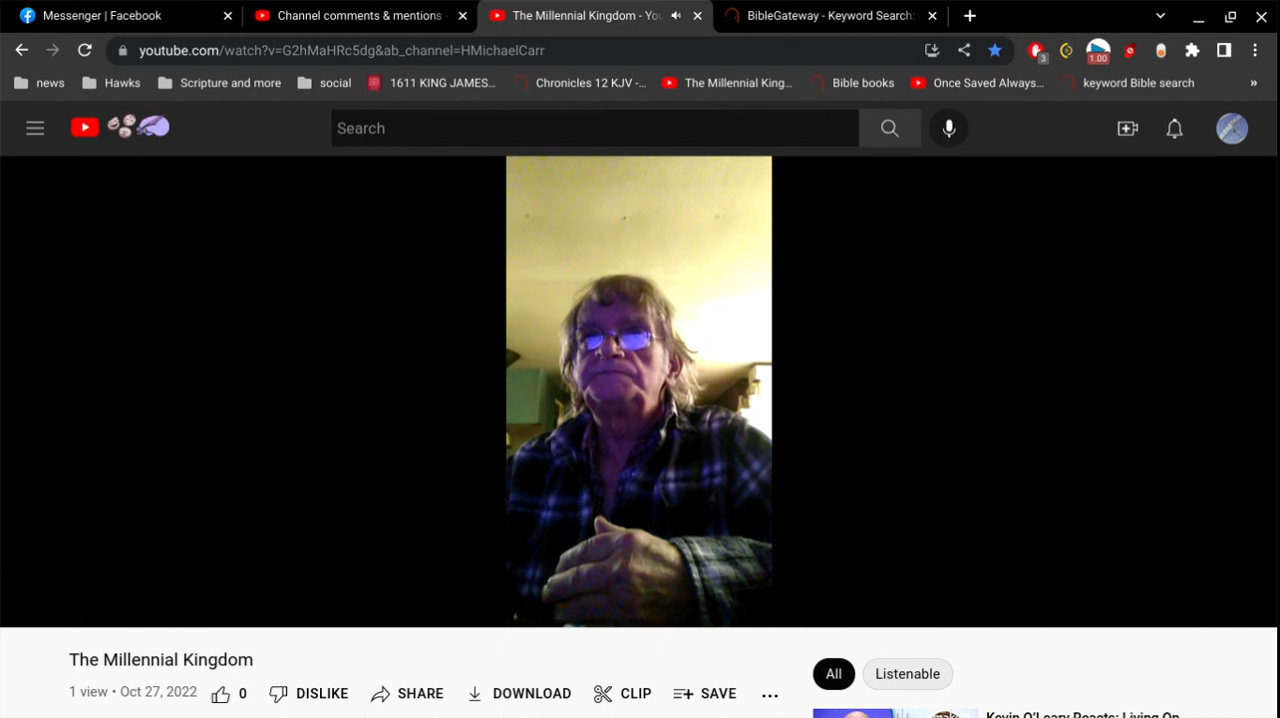 Messenger | Facebook
Channel comments & mentions -
The Millennial Kingdom - You
BibleGateway - Keyword Search:
youtube.com/watch?v=G2hMaHRc5dg&ab_channel=HMichaelCarr
3
1.00
news
Hawks
Scripture and more
social
1611 KING JAMES...
Chronicles 12 KJV -...
The Millennial King...
Bible books
Once Saved Always...
keyword Bible search
»
Search
The Millennial Kingdom
1 view • Oct 27, 2022
0
DISLIKE
SHARE
DOWNLOAD
CLIP
SAVE
...
All
Listenable
Kevin O'Leary Reacts: Living On